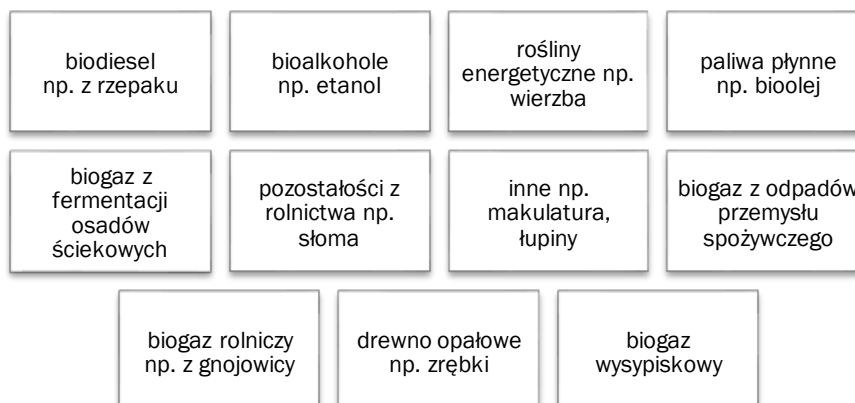 biodiesel
np. z rzepaku
bioalkohole
np. etanol
rośliny
energetyczne np.
wierzba
paliwa płynne
np. bioolej
biogaz z
fermentacji
osadów
ściekowych
pozostałości z
rolnictwa np.
słoma
inne np.
makulatura,
łupiny
biogaz z odpadów
przemysłu
spożywczego
biogaz rolniczy
np. z gnojowicy
drewno opałowe
np. zrębki
biogaz
wysypiskowy